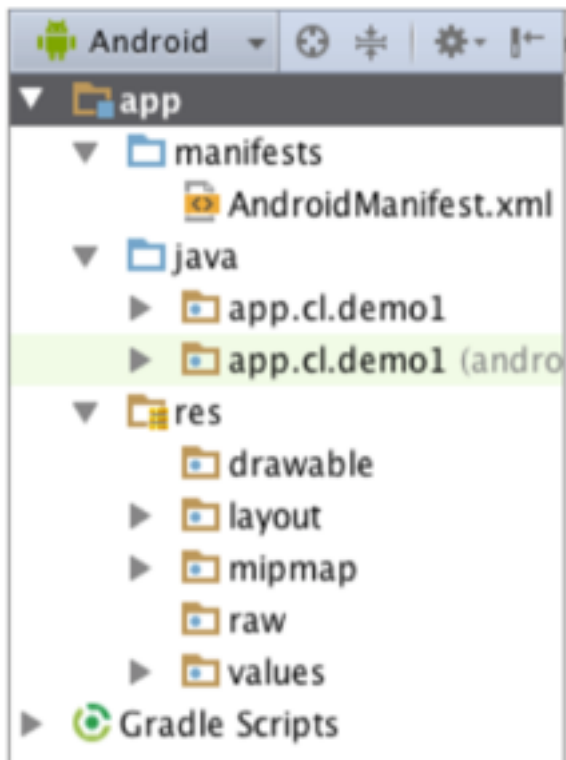 Android
app
manifests
AndroidManifest.xml
java
app.cl.demo1
app.cl.demo1 (andro
res
drawable
layout
mipmap
raw
values
Gradle Scripts